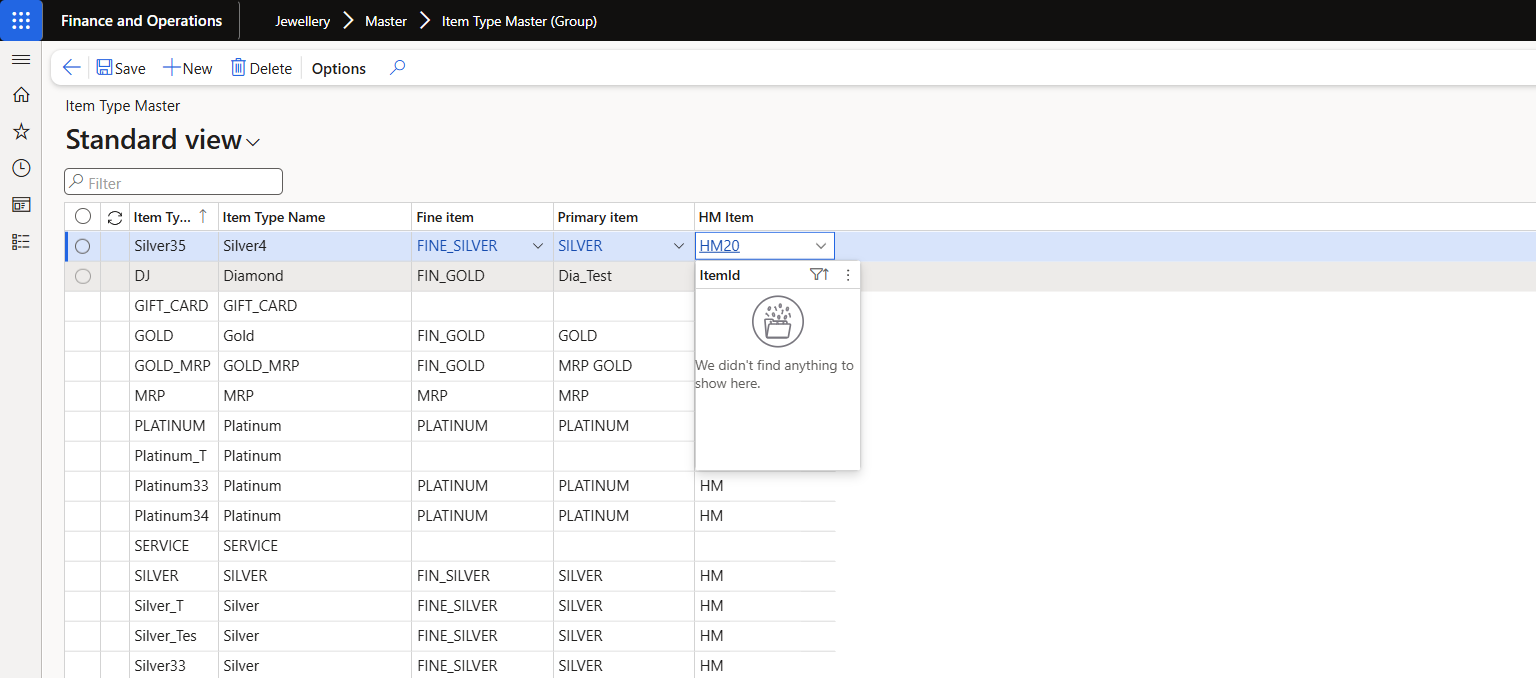 Finance and Operations Jewellery Master Item Type Master (Group)
Save New Delete Options
Item Type Master
Standard view
Filter
Item Ty... Item Type Name Fine item Primary item HM Item
Silver35 Silver4 FINE_SILVER SILVER HM20
DJ Diamond FIN_GOLD Dia_Test
ItemId
GIFT_CARD GIFT_CARD
GOLD Gold FIN_GOLD GOLD
GOLD_MRP GOLD_MRP FIN_GOLD MRP GOLD
We didn't find anything to
show here.
MRP MRP MRP MRP
PLATINUM Platinum PLATINUM PLATINUM
Platinum_T Platinum
Platinum33 Platinum PLATINUM PLATINUM HM
Platinum34 Platinum PLATINUM PLATINUM HM
SERVICE SERVICE
SILVER SILVER FIN_SILVER SILVER HM
Silver_T Silver FINE_SILVER SILVER HM
Silver_Tes Silver FINE_SILVER SILVER HM
Silver33 Silver FINE_SILVER SILVER HM